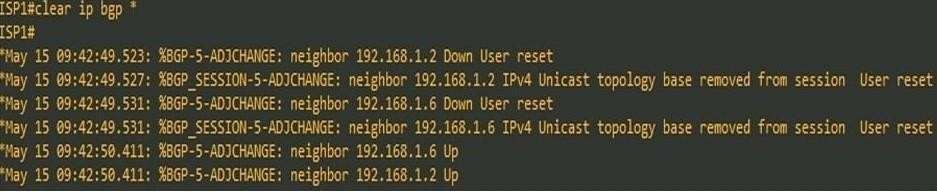 ISP1#clear ip bgp *
ISP1#
*May 15 09:42:49.523: %BGP-5-ADJCHANGE: neighbor 192.168.1.2 Down User reset
*May 15 09:42:49.527: %BGP_SESSION-5-ADJCHANGE: neighbor 192.168.1.2 IPv4 Unicast topology base removed from session  User reset
*May 15 09:42:49.531: %BGP-5-ADJCHANGE: neighbor 192.168.1.6 Down User reset
*May 15 09:42:49.531: %BGP_SESSION-5-ADJCHANGE: neighbor 192.168.1.6 IPv4 Unicast topology base removed from session  User reset
*May 15 09:42:50.411: %BGP-5-ADJCHANGE: neighbor 192.168.1.6 Up
*May 15 09:42:50.411: %BGP-5-ADJCHANGE: neighbor 192.168.1.2 Up